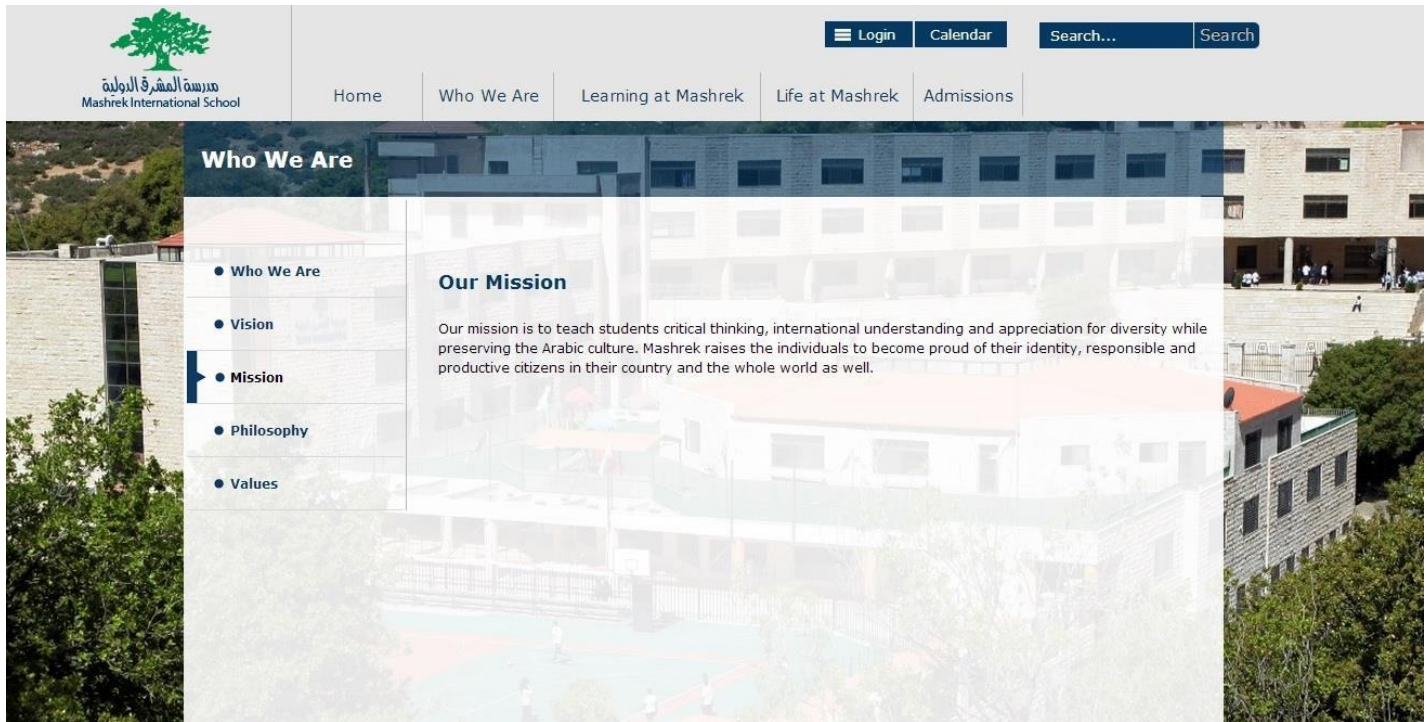 مدرسة المشرق الدولية
Mashrek International School
Login
Calendar
Search...
Search
Home
Who We Are
Learning at Mashrek
Life at Mashrek
Admissions
Who We Are
Who We Are
Vision
Mission
Philosophy
Values
Our Mission
Our mission is to teach students critical thinking, international understanding and appreciation for diversity while
preserving the Arabic culture. Mashrek raises the individuals to become proud of their identity, responsible and
productive citizens in their country and the whole world as well.